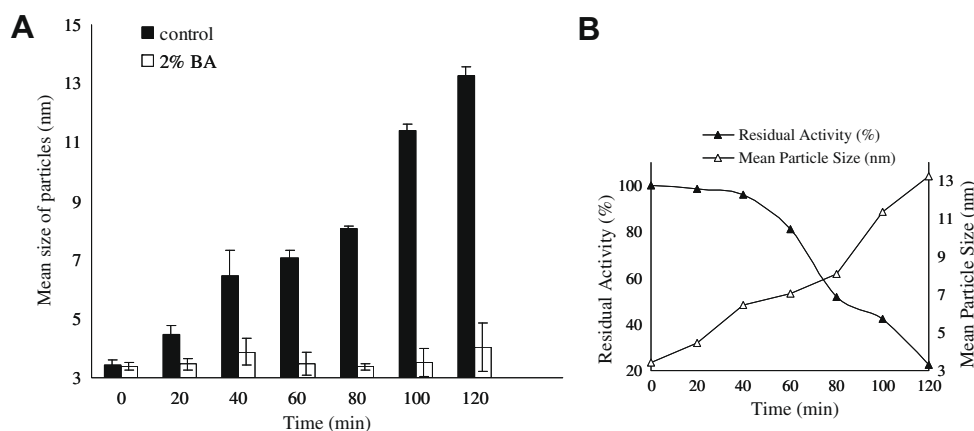 A
control
2% BA
15
13
11
9
7
5
3
Mean size of particles (nm)
0 20 40 60 80 100 120
Time (min)
B
Residual Activity (%)
Mean Particle Size (nm)
100
80
60
40
20
Residual Activity (%)
13
11
9
7
5
3
Mean Particle Size (nm)
0 20 40 60 80 100 120
Time (min)